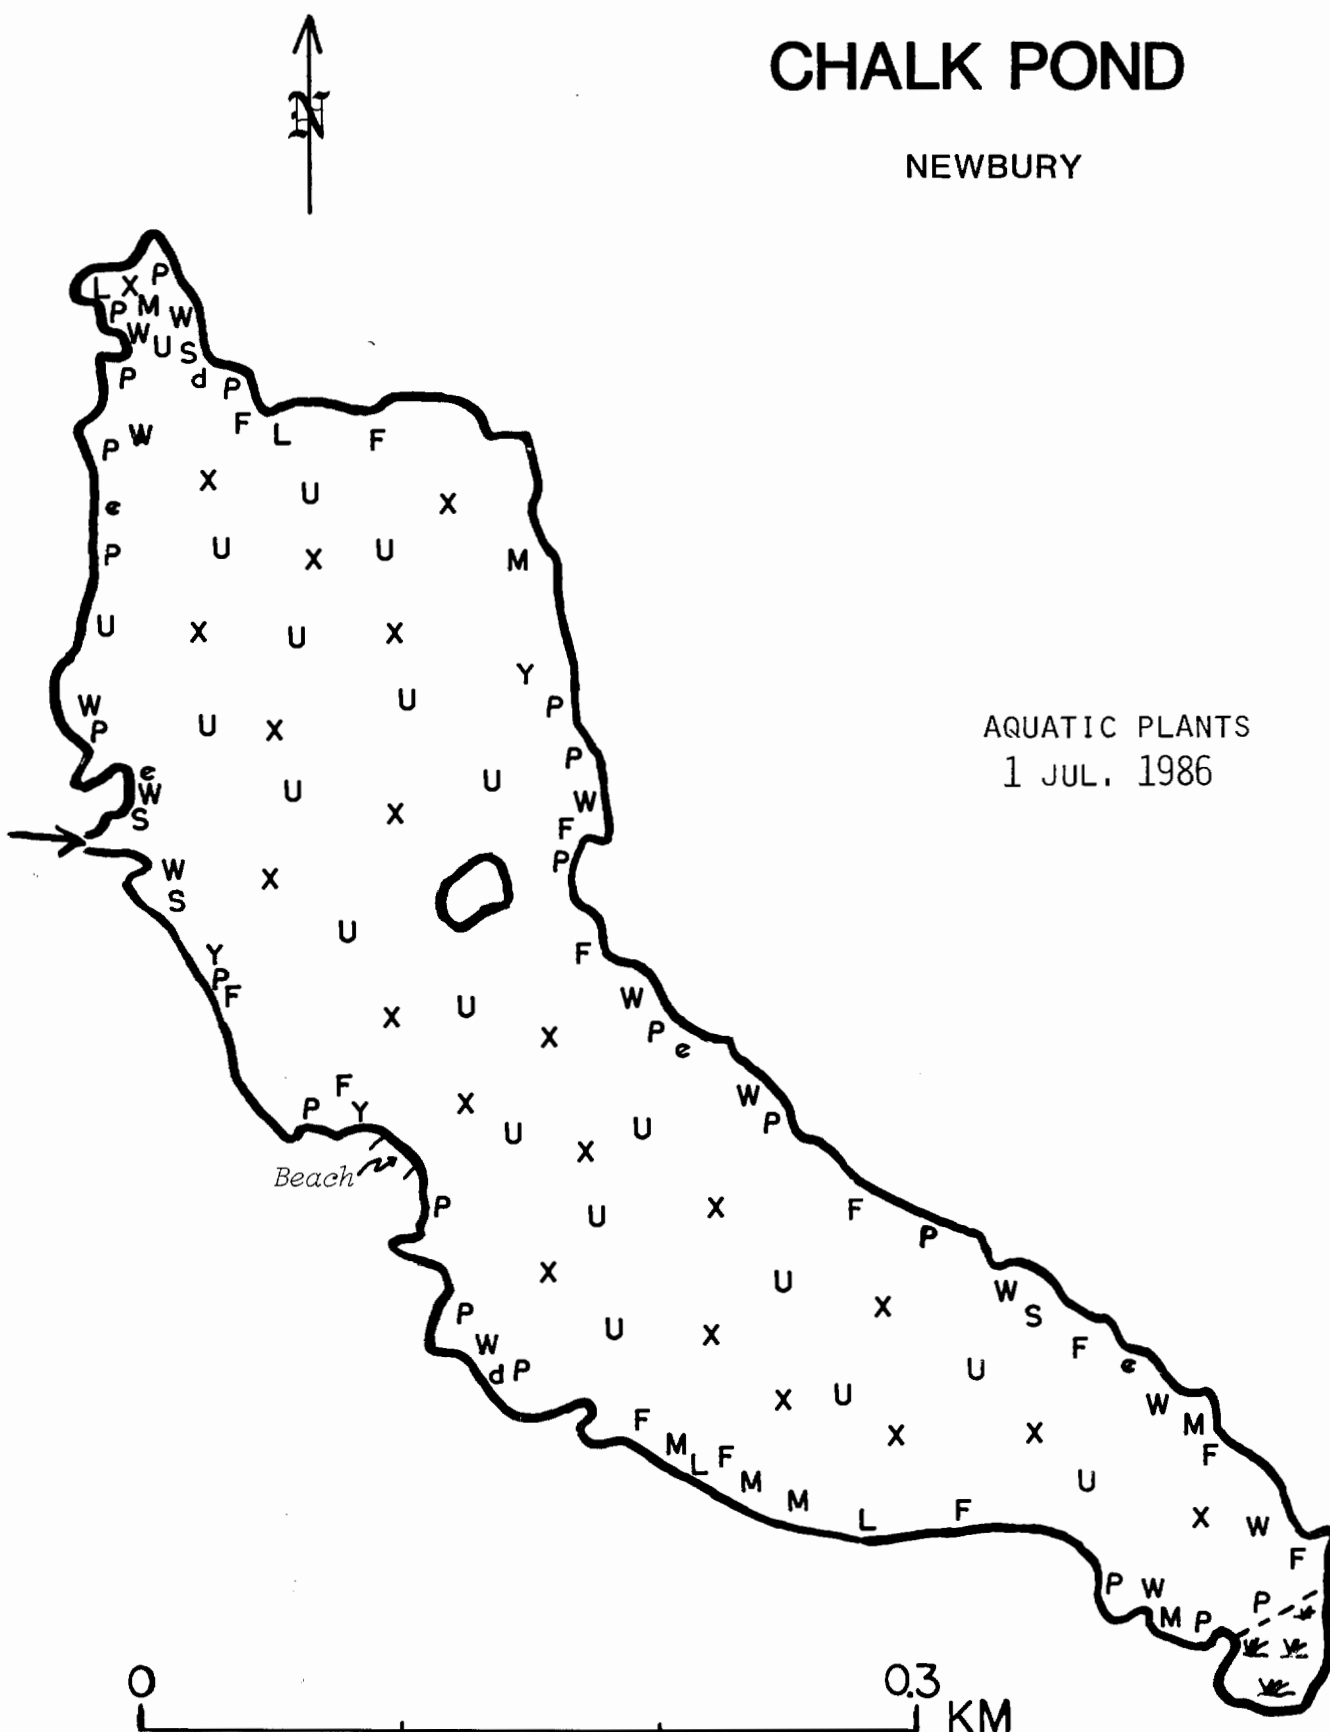 CHALK POND
N
NEWBURY
P
L X
P M W
W U S
P d P
F L F
P W
X U X
e
P U X U M
U X U X
Y
W U P
P U X
P
e U U
W X W
S F
P
W X
S
U
Y F
P
F W
X U X P e
F X W
P Y P
U X U
Beach
P U X F
P
X U W
X S
P U X F
W e
d P U
X U W
F M
M X X F
L F
M U
M X W
L F
F
P W P
M P
AQUATIC PLANTS
1 JUL. 1986
0 0.3 KM